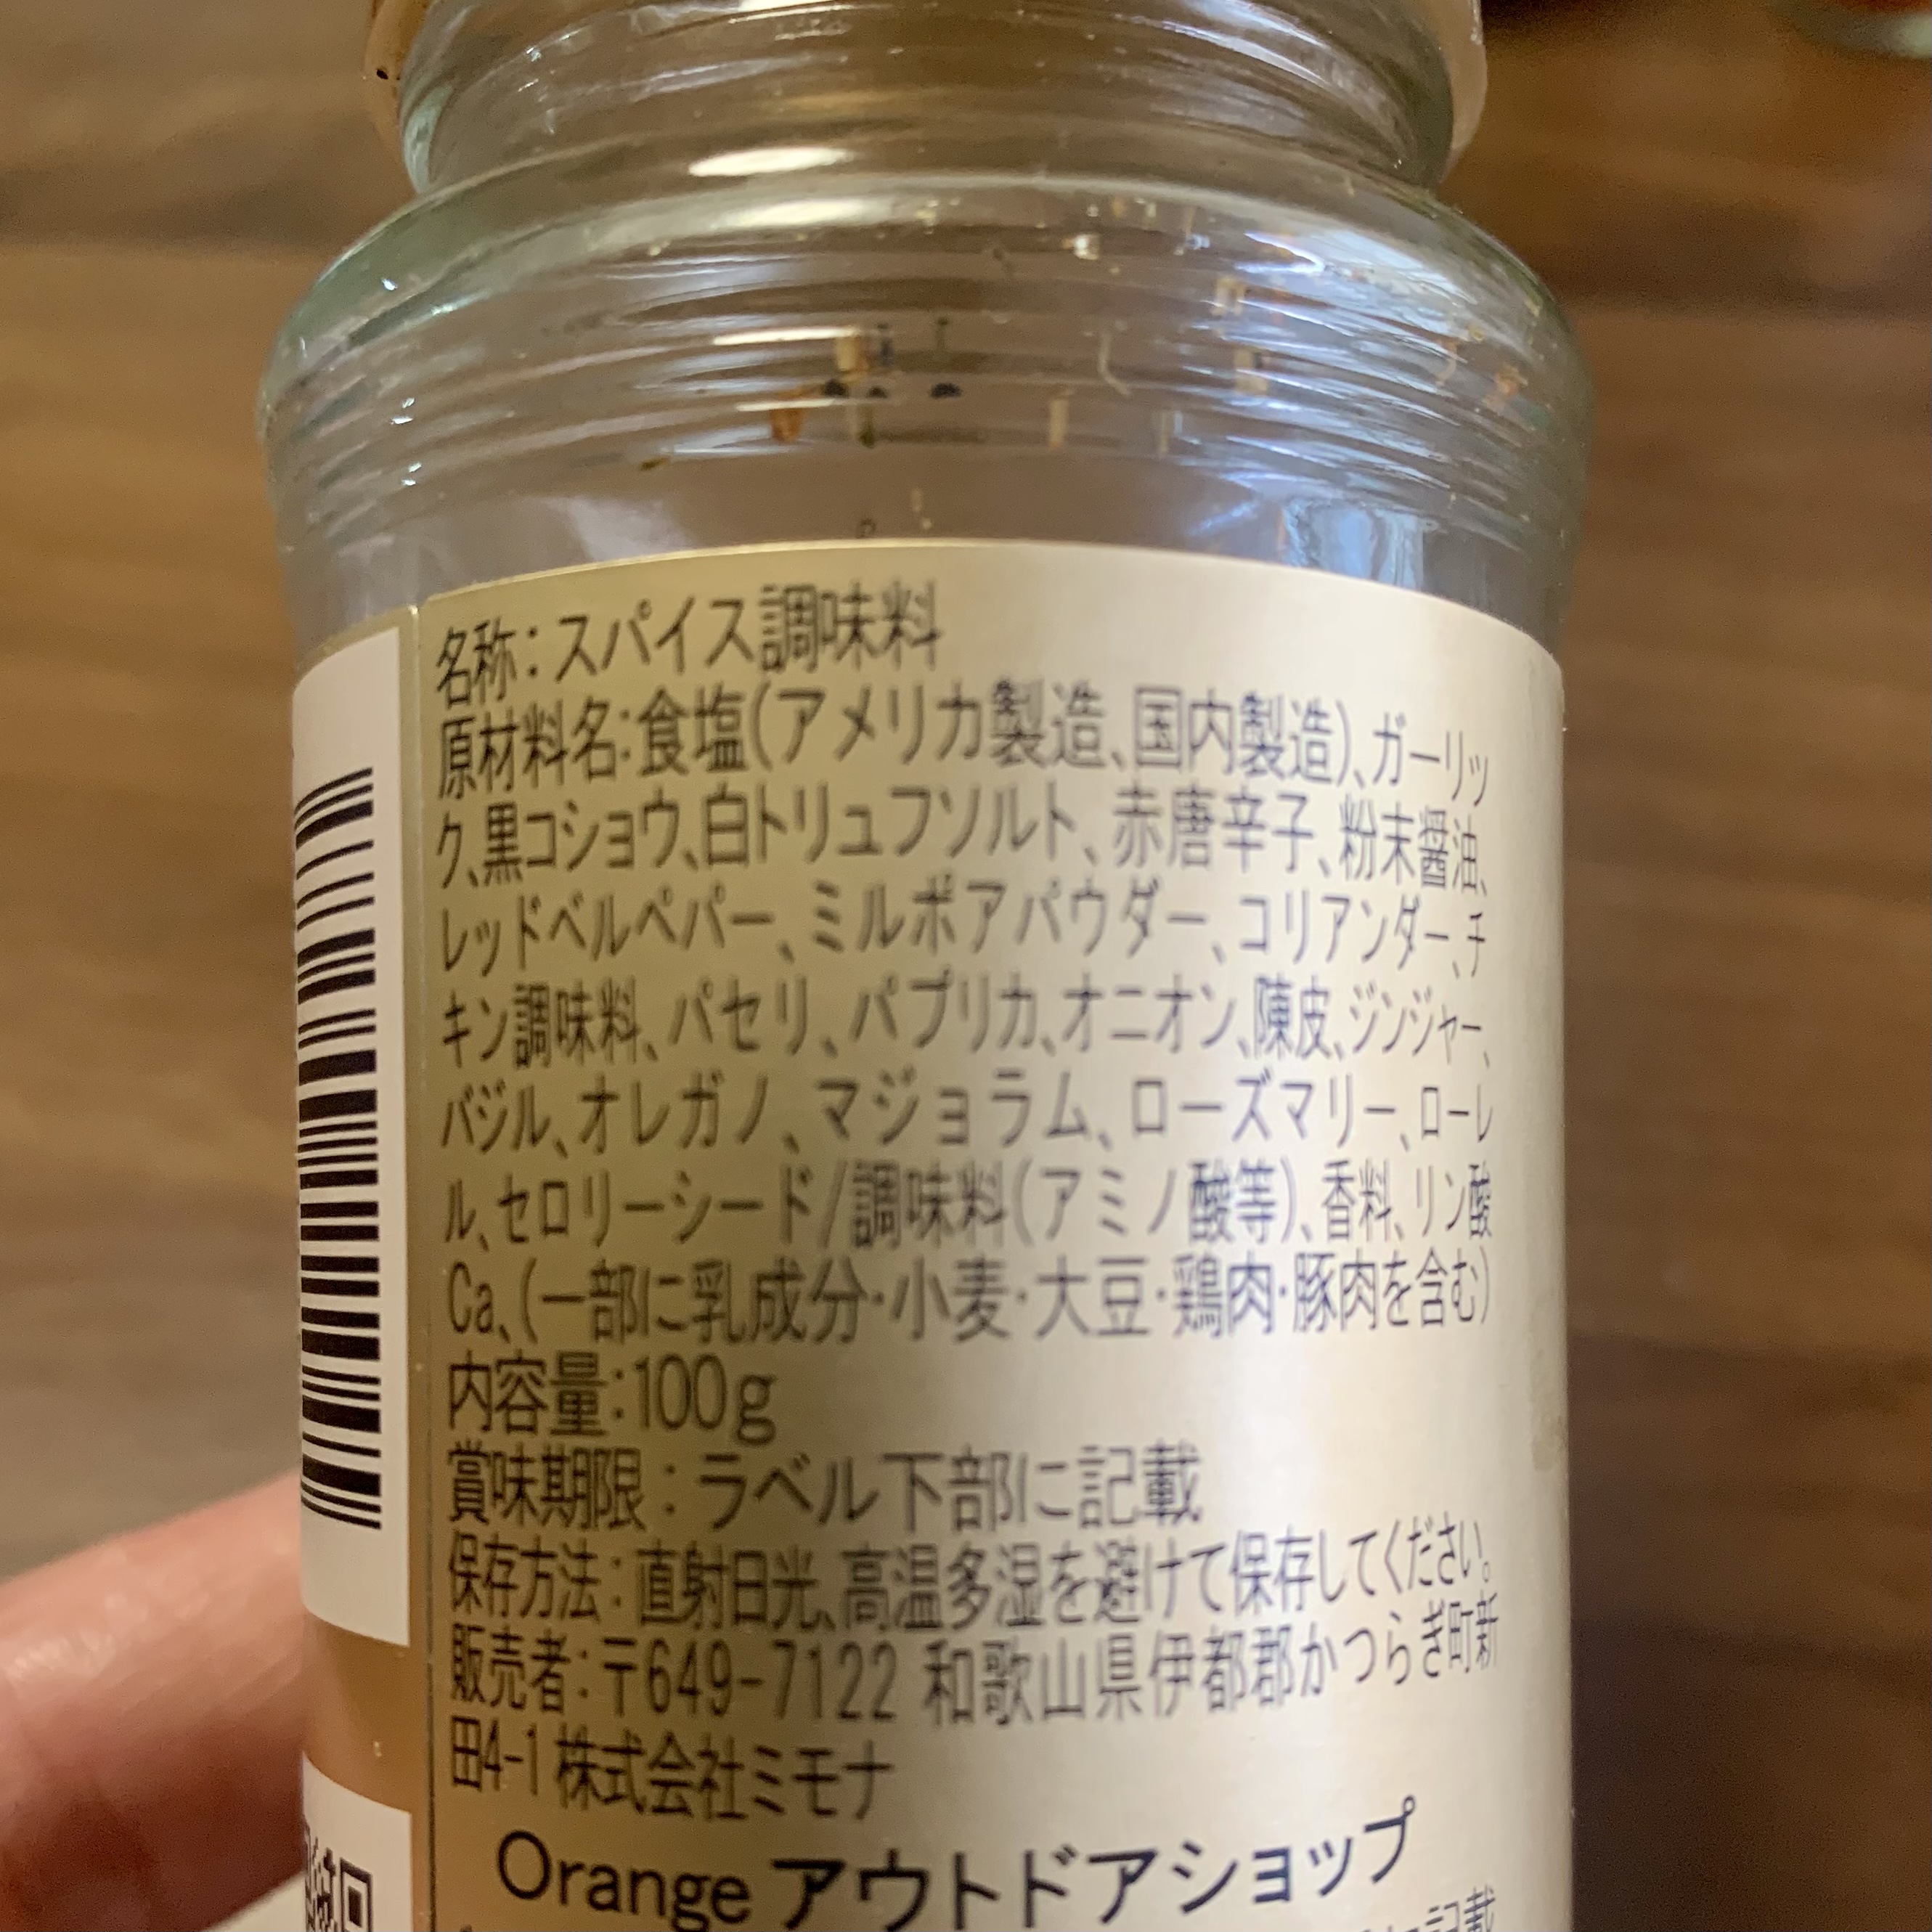 名称：スパイス調味料
原材料名：食塩(アメリカ製造、国内製造)、ガーリッ
ク、黒コショウ、白トリュフソルト、赤唐辛子、粉末醤油、
レッドベルペパー、ミルポアパウダー、コリアンダー、チ
キン調味料、パセリ、パプリカ、オニオン、陳皮、ジンジャー、
バジル、オレガノ、マジョラム、ローズマリー、ローレ
ル、セロリーシード/調味料(アミノ酸等)、香料、リン酸
Ca、(一部に乳成分・小麦・大豆・鶏肉・豚肉を含む)
内容量：100g
賞味期限：ラベル下部に記載
保存方法：直射日光、高温多湿を避けて保存してください。
販売者：〒649-7122 和歌山県伊都郡かつらぎ町新
田4-1 株式会社ミモナ
Orange アウトドアショップ
記載